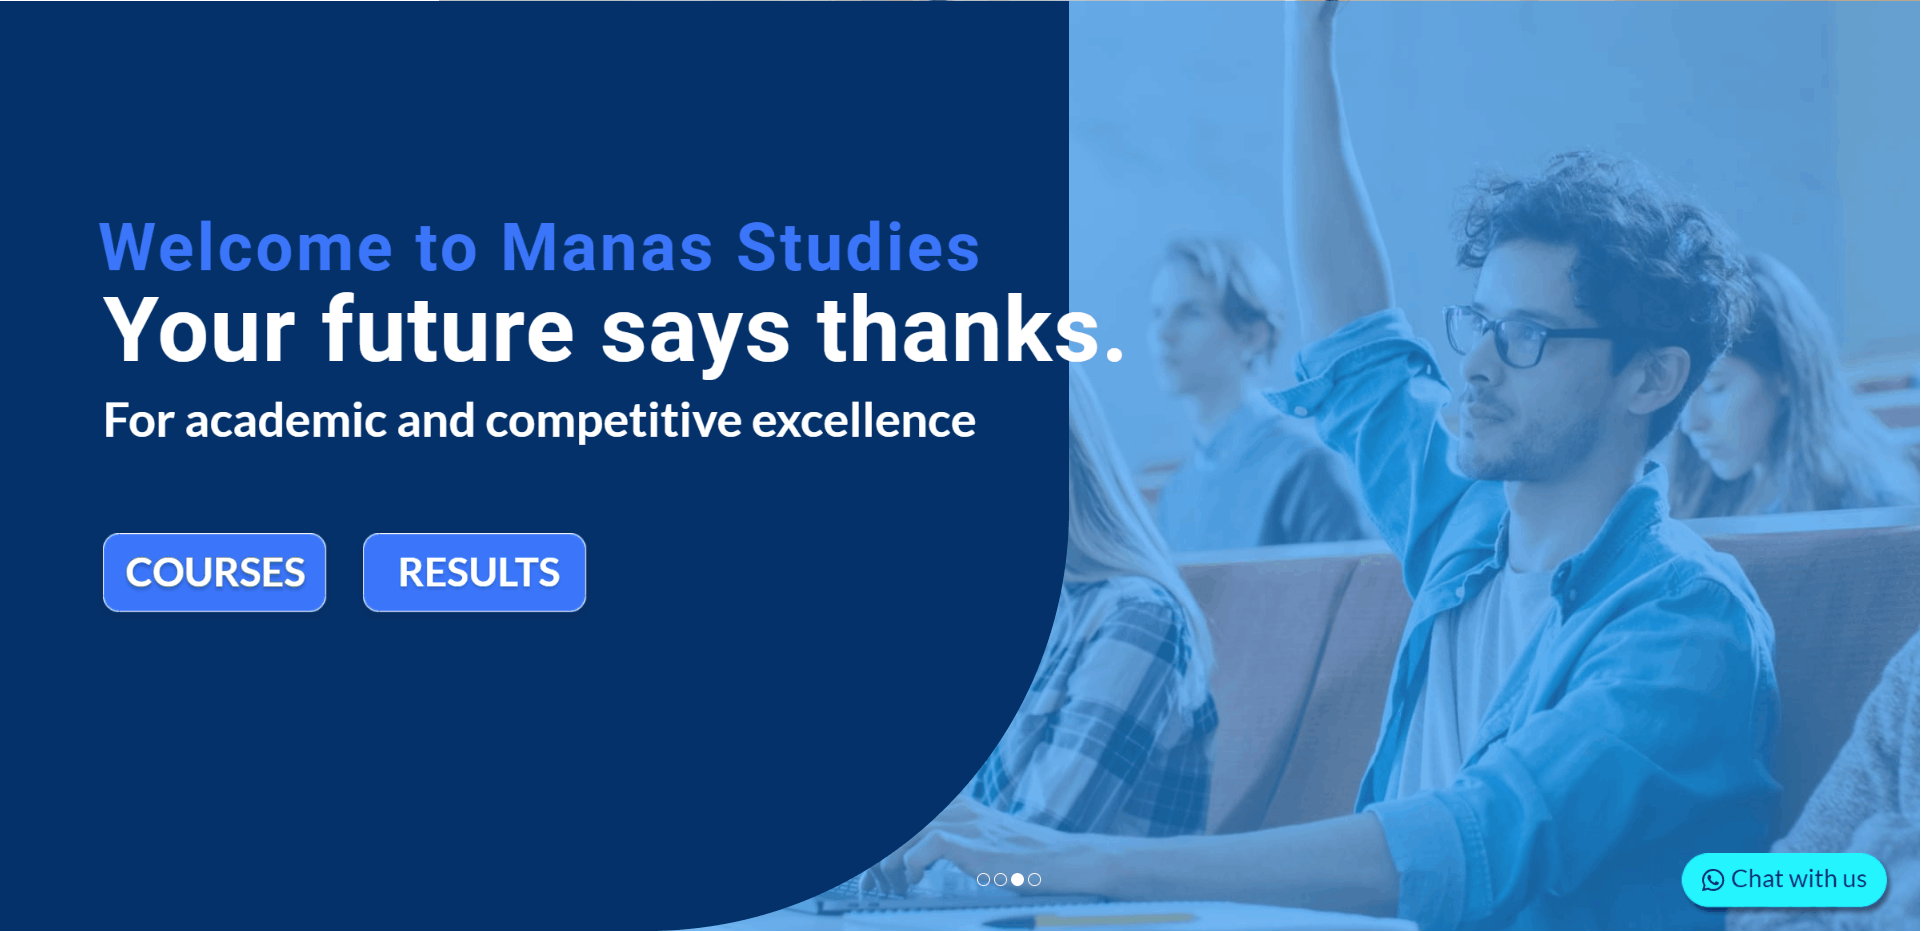 Welcome to Manas Studies
Your future says thanks.
For academic and competitive excellence
COURSES
RESULTS
Chat with us